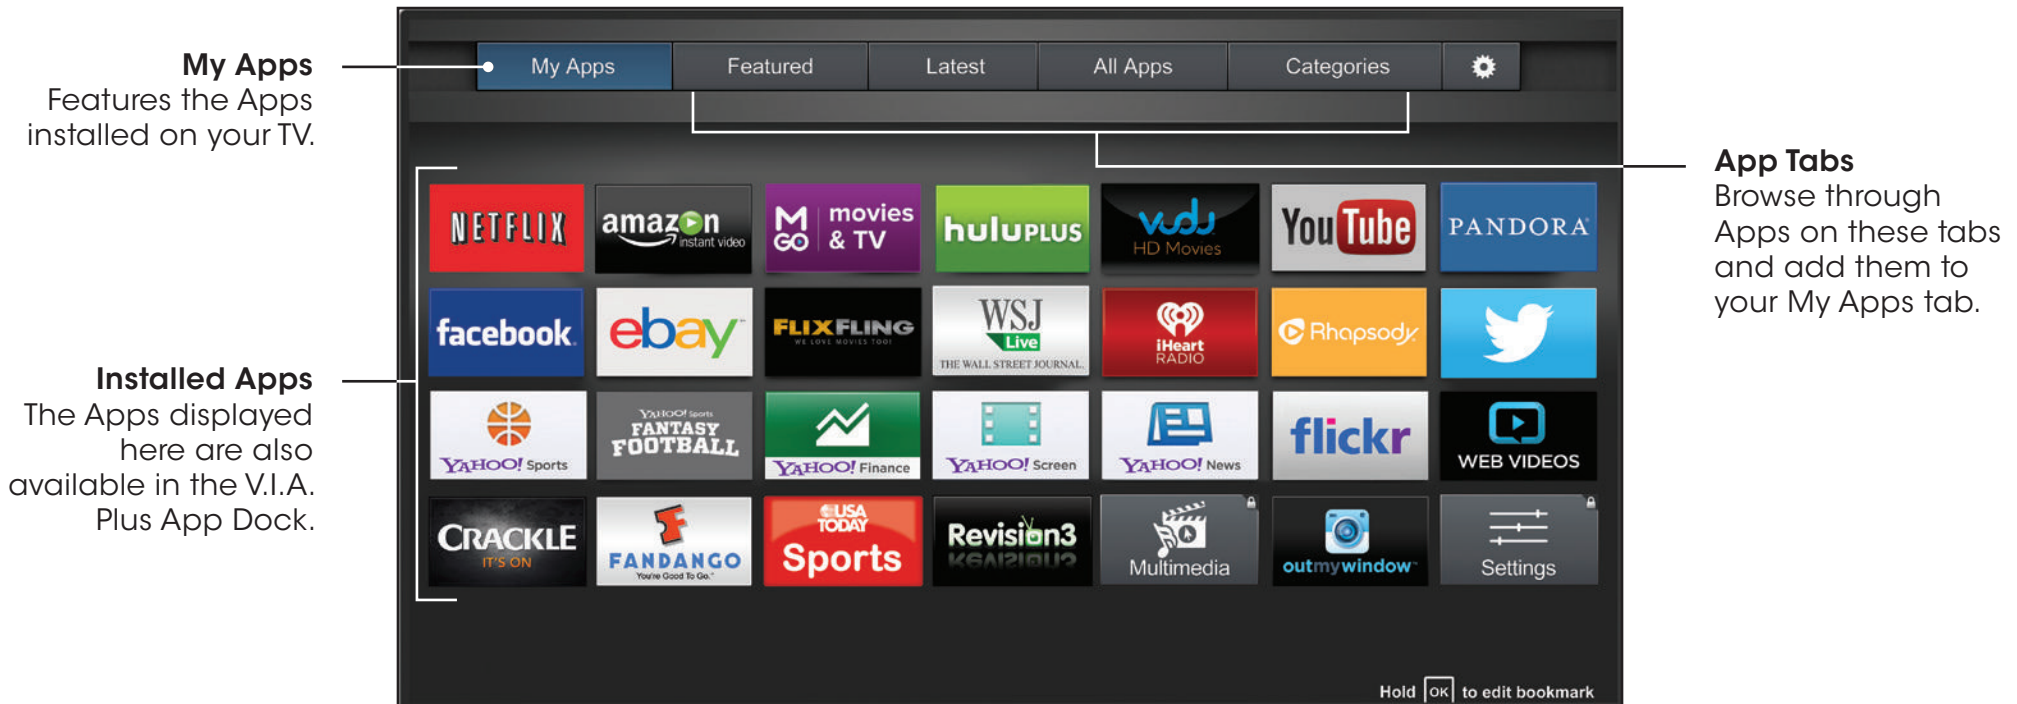 My Apps
Features the Apps
installed on your TV.
Installed Apps
The Apps displayed
here are also
available in the V.I.A.
Plus App Dock.
My Apps Featured Latest All Apps Categories
NETFLIX
amazon
instant video
M GO movies & TV
huluPLUS
vudu
HD Movies
YouTube
PANDORA
facebook
ebay
FLIXFLING
WE LOVE MOVIES TOO!
WSJ
Live
THE WALL STREET JOURNAL.
iHeart
RADIO
Rhapsody
YAHOO! Sports
YAHOO! Sports
FANTASY
FOOTBALL
YAHOO! Finance
YAHOO! Screen
YAHOO! News
flickr
WEB VIDEOS
CRACKLE
IT'S ON
FANDANGO
You're Good To Go.™
USA
TODAY
Sports
Revision3
Multimedia
outmywindow
Settings
Hold OK to edit bookmark
App Tabs
Browse through
Apps on these tabs
and add them to
your My Apps tab.